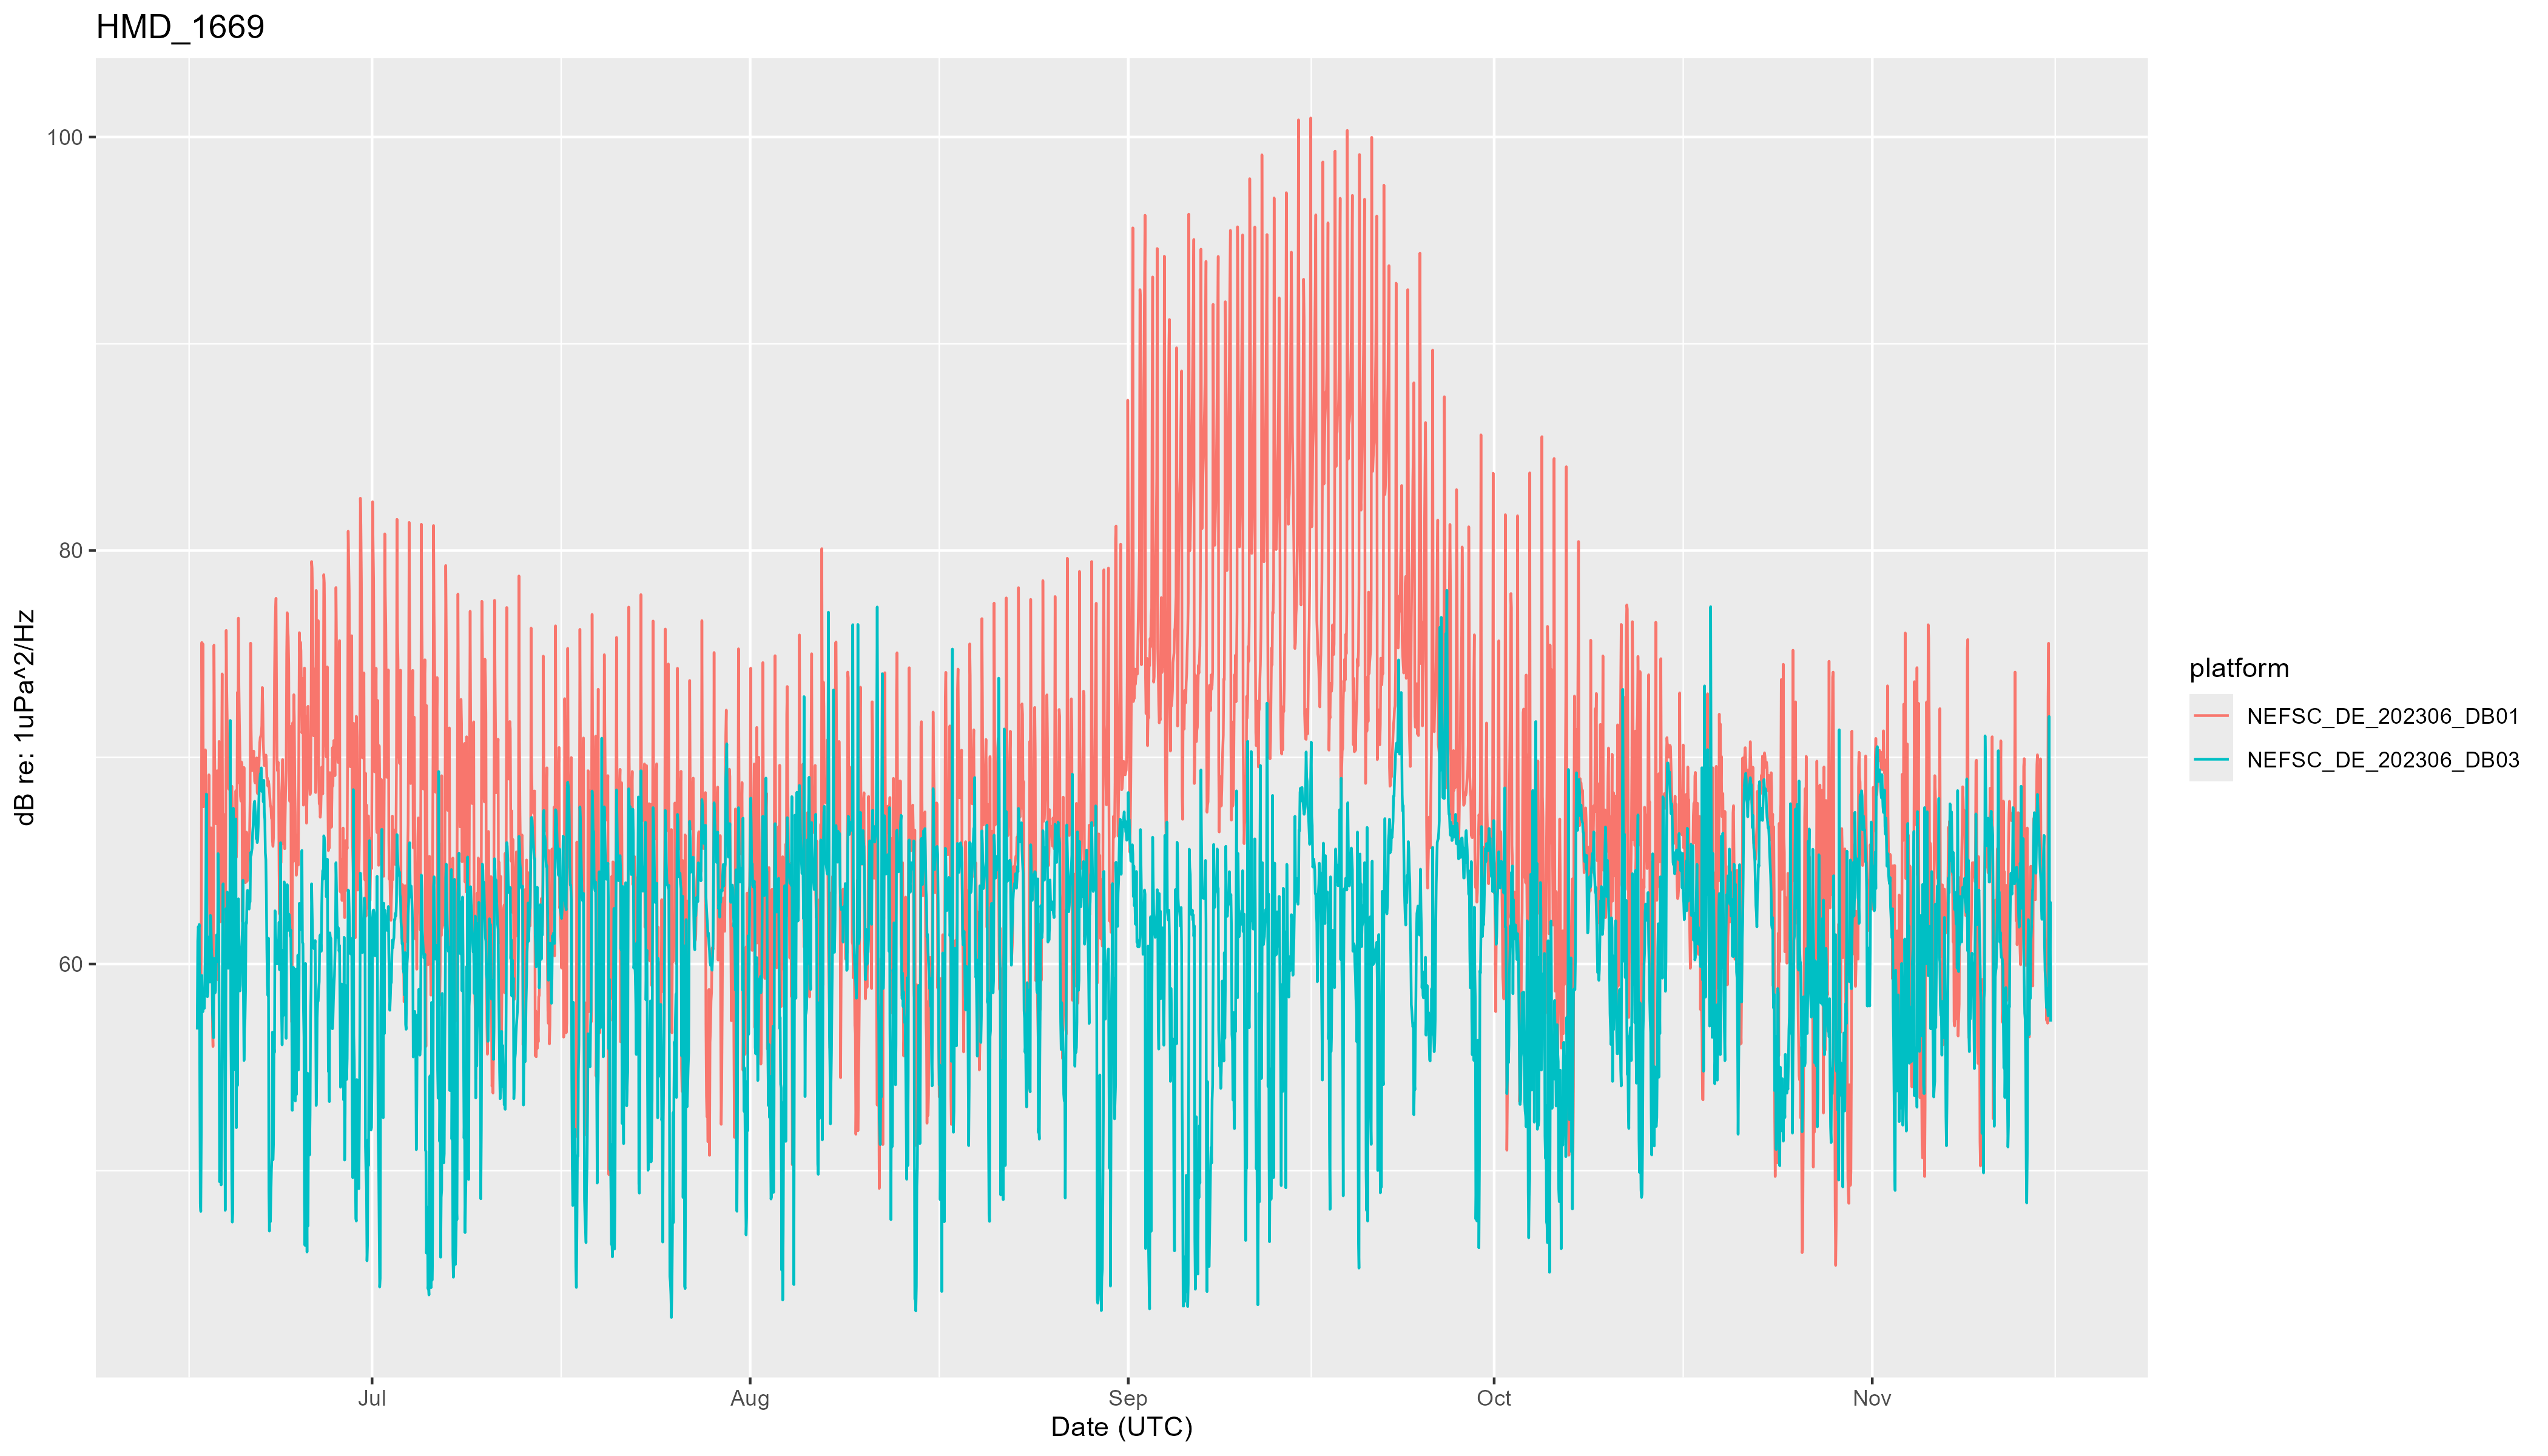 HMD_1669
100
80
60
dB re: 1uPa^2/Hz
Jul
Aug
Sep
Oct
Nov
Date (UTC)
platform
NEFSC_DE_202306_DB01
NEFSC_DE_202306_DB03